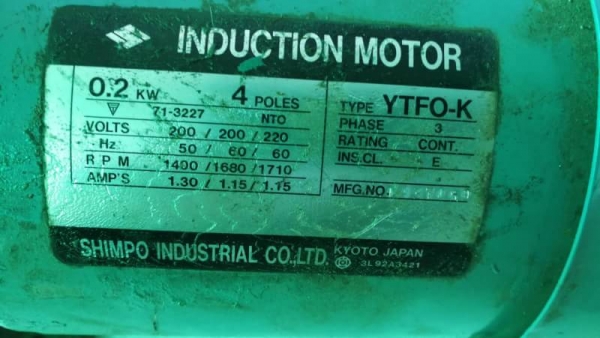 INDUCTION MOTOR
0.2 KW 4 POLES
71-3227 NTO
VOLTS 200 / 200 / 220
Hz 50 / 60 / 60
RPM 1400 / 1680 / 1710
AMP'S 1.30 / 1.15 / 1.15
TYPE YTFO-K
PHASE 3
RATING CONT.
INS.CL. E
MFG.NO.
SHIMPO INDUSTRIAL CO.,LTD. KYOTO JAPAN
3L92A3421